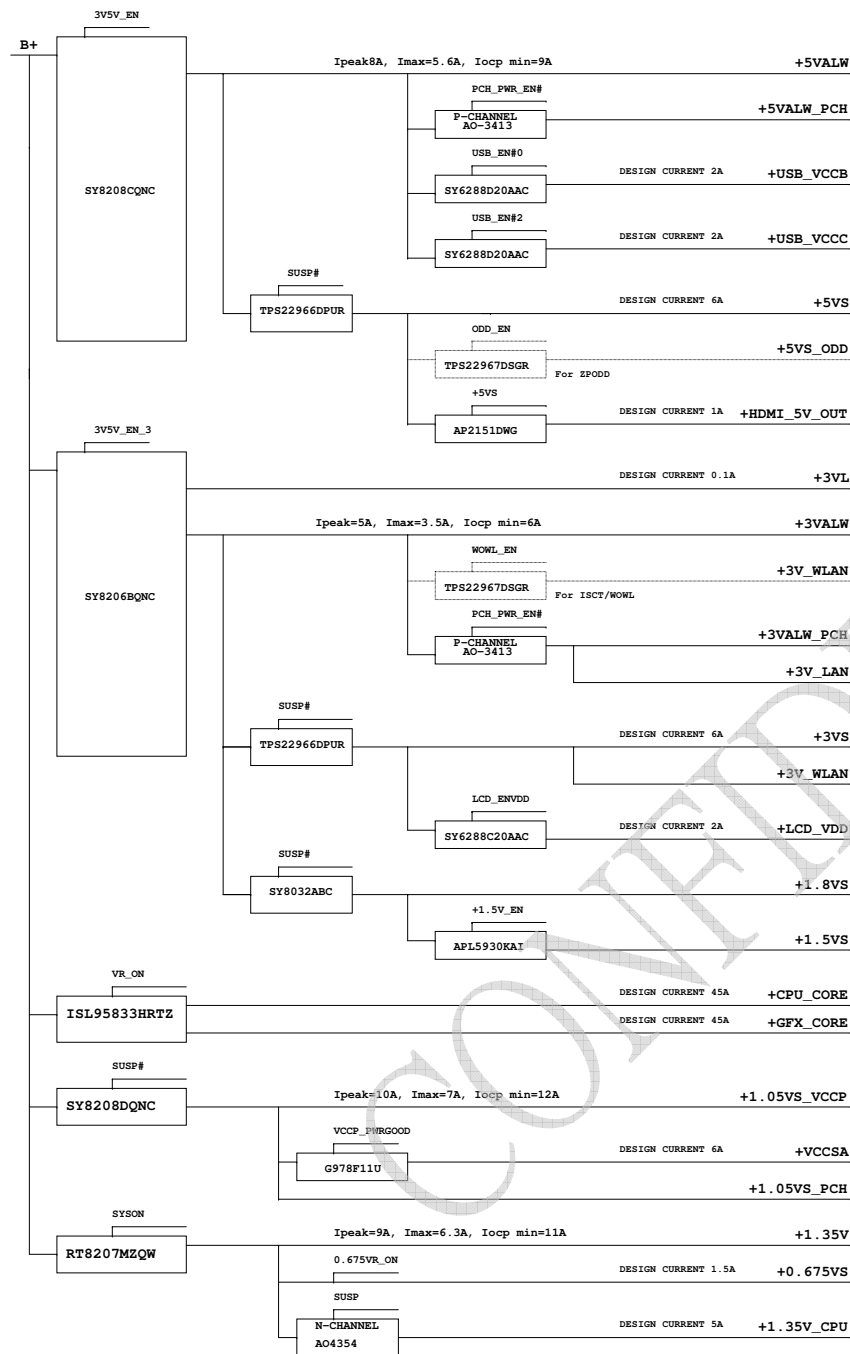 3V5V_EN
B+
Ipeak8A, Imax=5.6A, Iocp min=9A
+5VALW
SY8208CQNC
PCH_PWR_EN#
P-CHANNEL
AO-3413
+5VALW_PCH
USB_EN#0
SY6288D20AAC
DESIGN CURRENT 2A
+USB_VCCB
USB_EN#2
SY6288D20AAC
DESIGN CURRENT 2A
+USB_VCCC
SUSP#
TPS22966DPUR
DESIGN CURRENT 6A
+5VS
ODD_EN
TPS22967DSGR
For ZPODD
+5VS_ODD
+5VS
AP2151DWG
DESIGN CURRENT 1A
+HDMI_5V_OUT
3V5V_EN_3
SY8206BQNC
DESIGN CURRENT 0.1A
+3VL
Ipeak=5A, Imax=3.5A, Iocp min=6A
+3VALW
WOWL_EN
TPS22967DSGR
For ISCT/WOWL
+3V_WLAN
PCH_PWR_EN#
P-CHANNEL
AO-3413
+3VALW_PCH
+3V_LAN
SUSP#
TPS22966DPUR
DESIGN CURRENT 6A
+3VS
+3V_WLAN
LCD_ENVDD
SY6288C20AAC
DESIGN CURRENT 2A
+LCD_VDD
SUSP#
SY8032ABC
+1.8VS
+1.5V_EN
APL5930KAI
+1.5VS
VR_ON
ISL95833HRTZ
DESIGN CURRENT 45A
+CPU_CORE
DESIGN CURRENT 45A
+GFX_CORE
SUSP#
SY8208DQNC
Ipeak=10A, Imax=7A, Iocp min=12A
+1.05VS_VCCP
VCCP_PWRGOOD
G978F11U
DESIGN CURRENT 6A
+VCCSA
+1.05VS_PCH
SYSON
RT8207MZQW
Ipeak=9A, Imax=6.3A, Iocp min=11A
+1.35V
0.675VR_ON
DESIGN CURRENT 1.5A
+0.675VS
SUSP
N-CHANNEL
AO4354
DESIGN CURRENT 5A
+1.35V_CPU